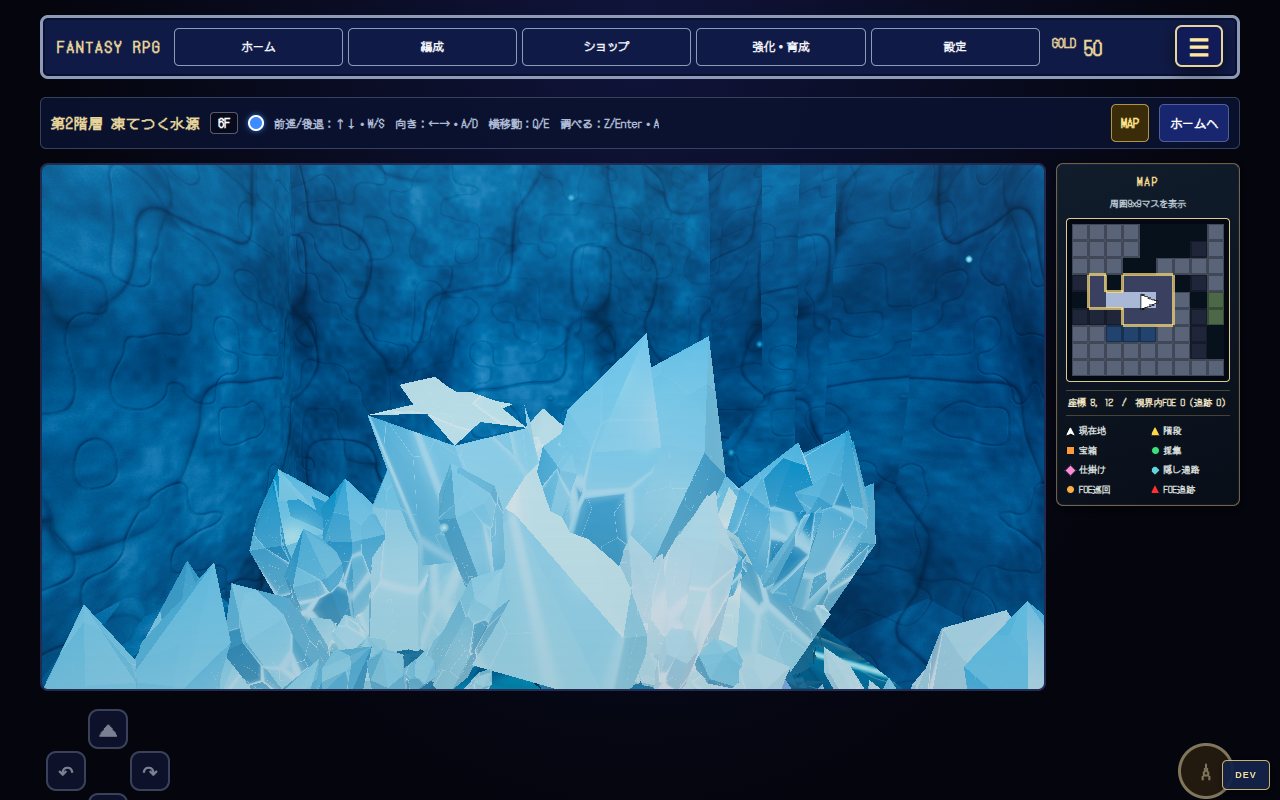 FANTASY RPG
ホーム
編成
ショップ
強化・育成
設定
GOLD 50
第2階層 凍てつく水源
6F
前進/後退：↑↓・W/S 向き：←→・A/D 横移動：Q/E 調べる：Z/Enter・A
MAP
ホームへ
MAP
周囲9x9マスを表示
座標 8, 12 / 視界内FOE 0 (追跡 0)
現在地
階段
宝箱
採集
仕掛け
隠し通路
FOE巡回
FOE追跡
A
DEV